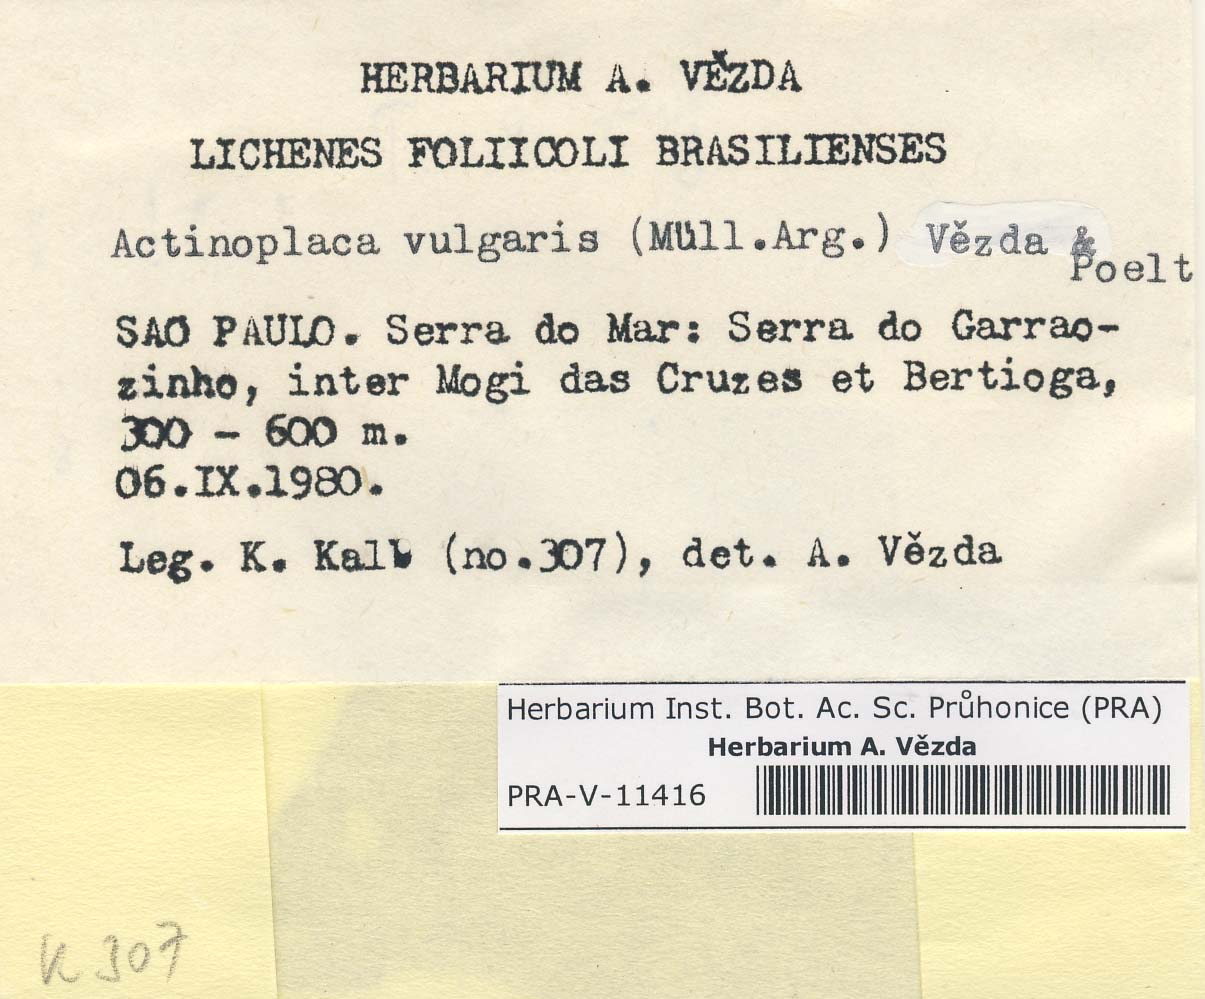 HERBARIUM A. VĚZDA
LICHENES FOLIICOLI BRASILIENSES
Actinoplaca vulgaris (Müll.Arg.) Vězda &
Poelt
SAO PAULO. Serra do Mar: Serra do Garrao-
zinho, inter Mogi das Cruzes et Bertioga,
300 - 600 m.
06.IX.1980.
Leg. K. Kalb (no.307), det. A. Vězda
Herbarium Inst. Bot. Ac. Sc. Průhonice (PRA)
Herbarium A. Vězda
PRA-V-11416
K 307